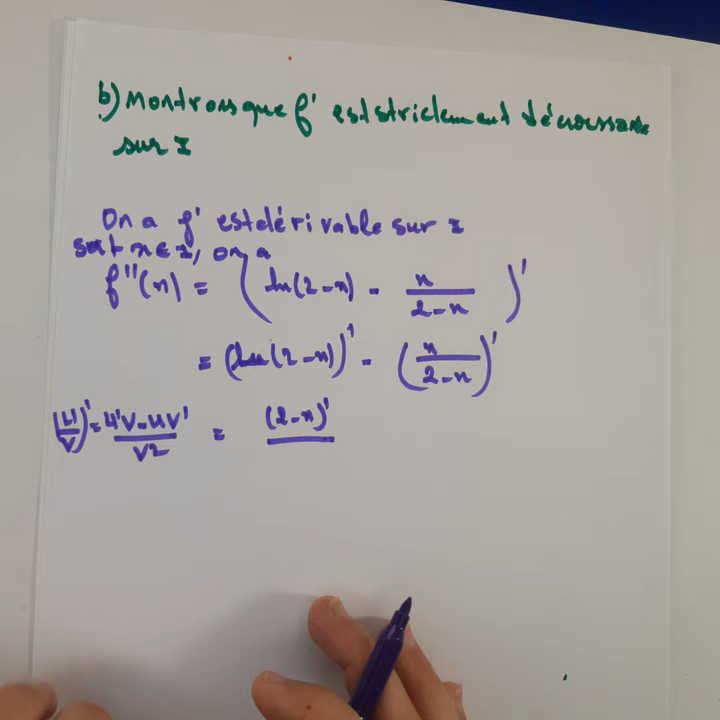 b) Montrons que f' est strictement décroissante
sur I
On a f' est dérivable sur I
soit x ∈ I, on a
f''(x) = (ln(2-x) - x/(2-x))'
= (ln(2-x))' - (x/(2-x))'
(u/v)' = (u'v-uv')/v² = (2-x)'